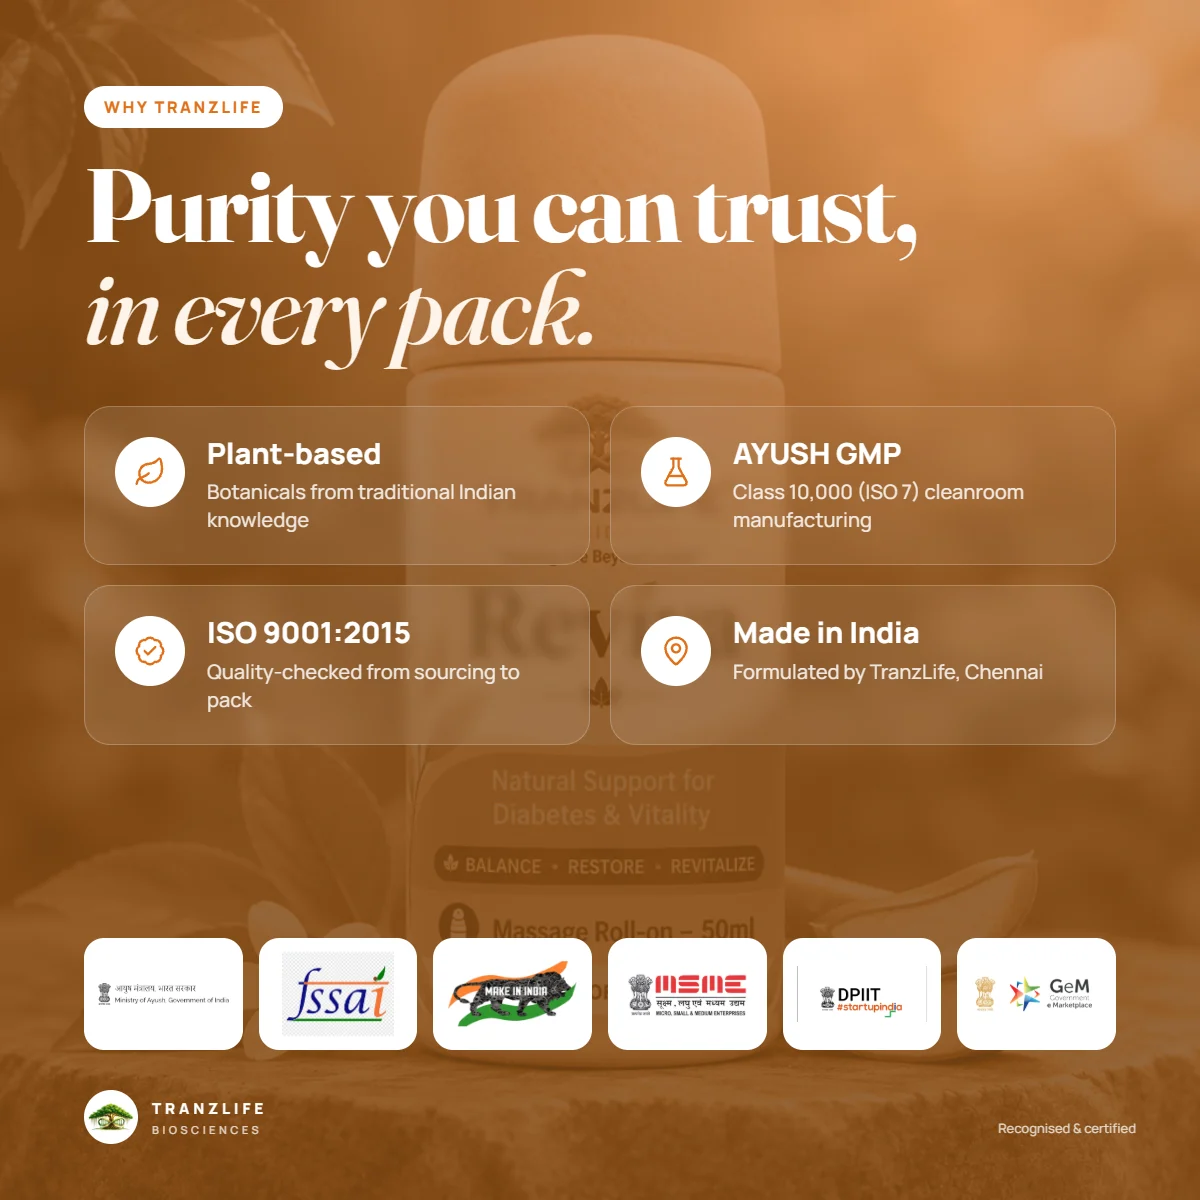 WHY TRANZLIFE
Purity you can trust,
in every pack.
Plant-based
Botanicals from traditional Indian
knowledge
AYUSH GMP
Class 10,000 (ISO 7) cleanroom
manufacturing
ISO 9001:2015
Quality-checked from sourcing to
pack
Made in India
Formulated by TranzLife, Chennai
Natural Support for
Diabetes & Vitality
BALANCE • RESTORE • REVITALIZE
Massage Roll-on – 50ml
आयुष मंत्रालय, भारत सरकार
Ministry of Ayush, Government of India
fssai
MAKE IN INDIA
MSME
सूक्ष्म, लघु एवं मध्यम उद्यम
MICRO, SMALL & MEDIUM ENTERPRISES
DPIIT
#startupindia
GeM
Government
e Marketplace
TRANZLIFE
BIOSCIENCES
Recognised & certified